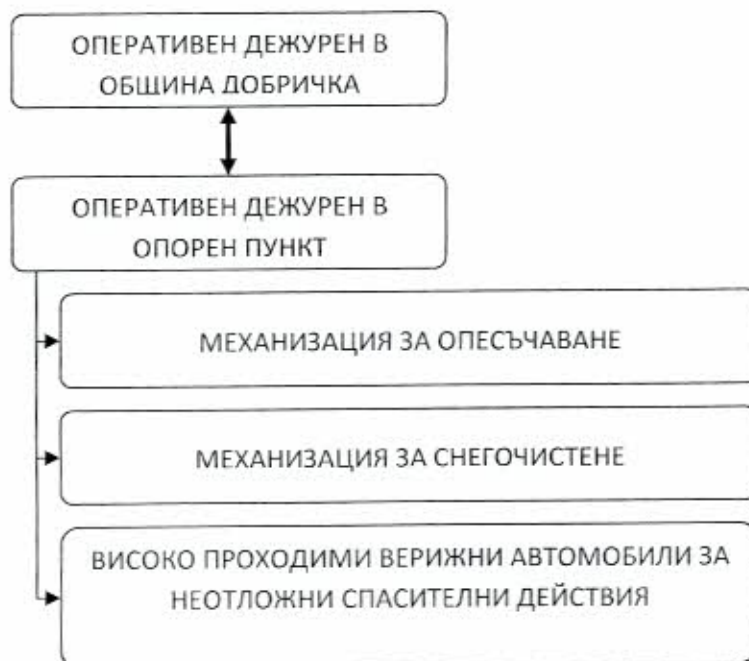 ОПЕРАТИВЕН ДЕЖУРЕН В
ОБЩИНА ДОБРИЧКА
ОПЕРАТИВЕН ДЕЖУРЕН В
ОПОРЕН ПУНКТ
МЕХАНИЗАЦИЯ ЗА ОПЕСЪЧАВАНЕ
МЕХАНИЗАЦИЯ ЗА СНЕГОЧИСТЕНЕ
ВИСОКО ПРОХОДИМИ ВЕРИЖНИ АВТОМОБИЛИ ЗА
НЕОТЛОЖНИ СПАСИТЕЛНИ ДЕЙСТВИЯ